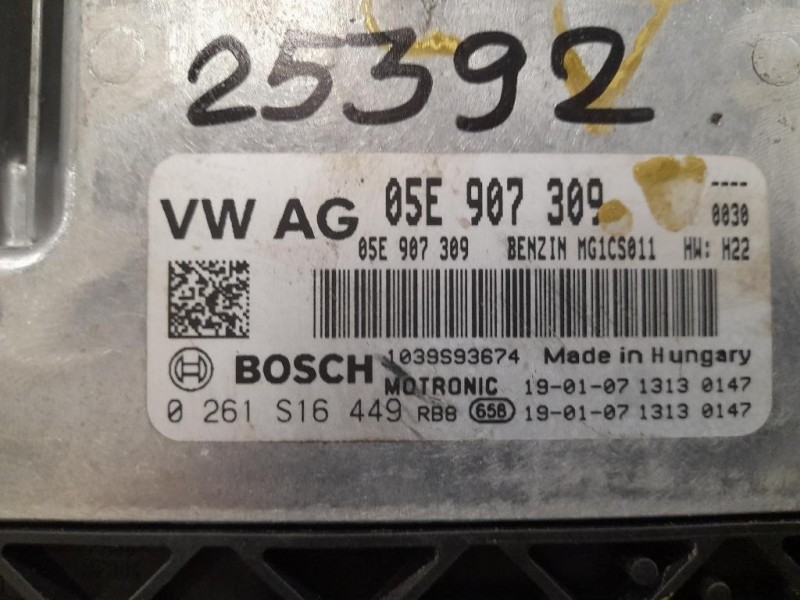 25392.
VW AG 05E 907 309 ----
0030
05E 907 309 BENZIN MG1CS011 HW: H22
BOSCH 1039S93674 Made in Hungary
MOTRONIC 19-01-07 1313 0147
0 261 S16 449 RBB 658 19-01-07 1313 0147